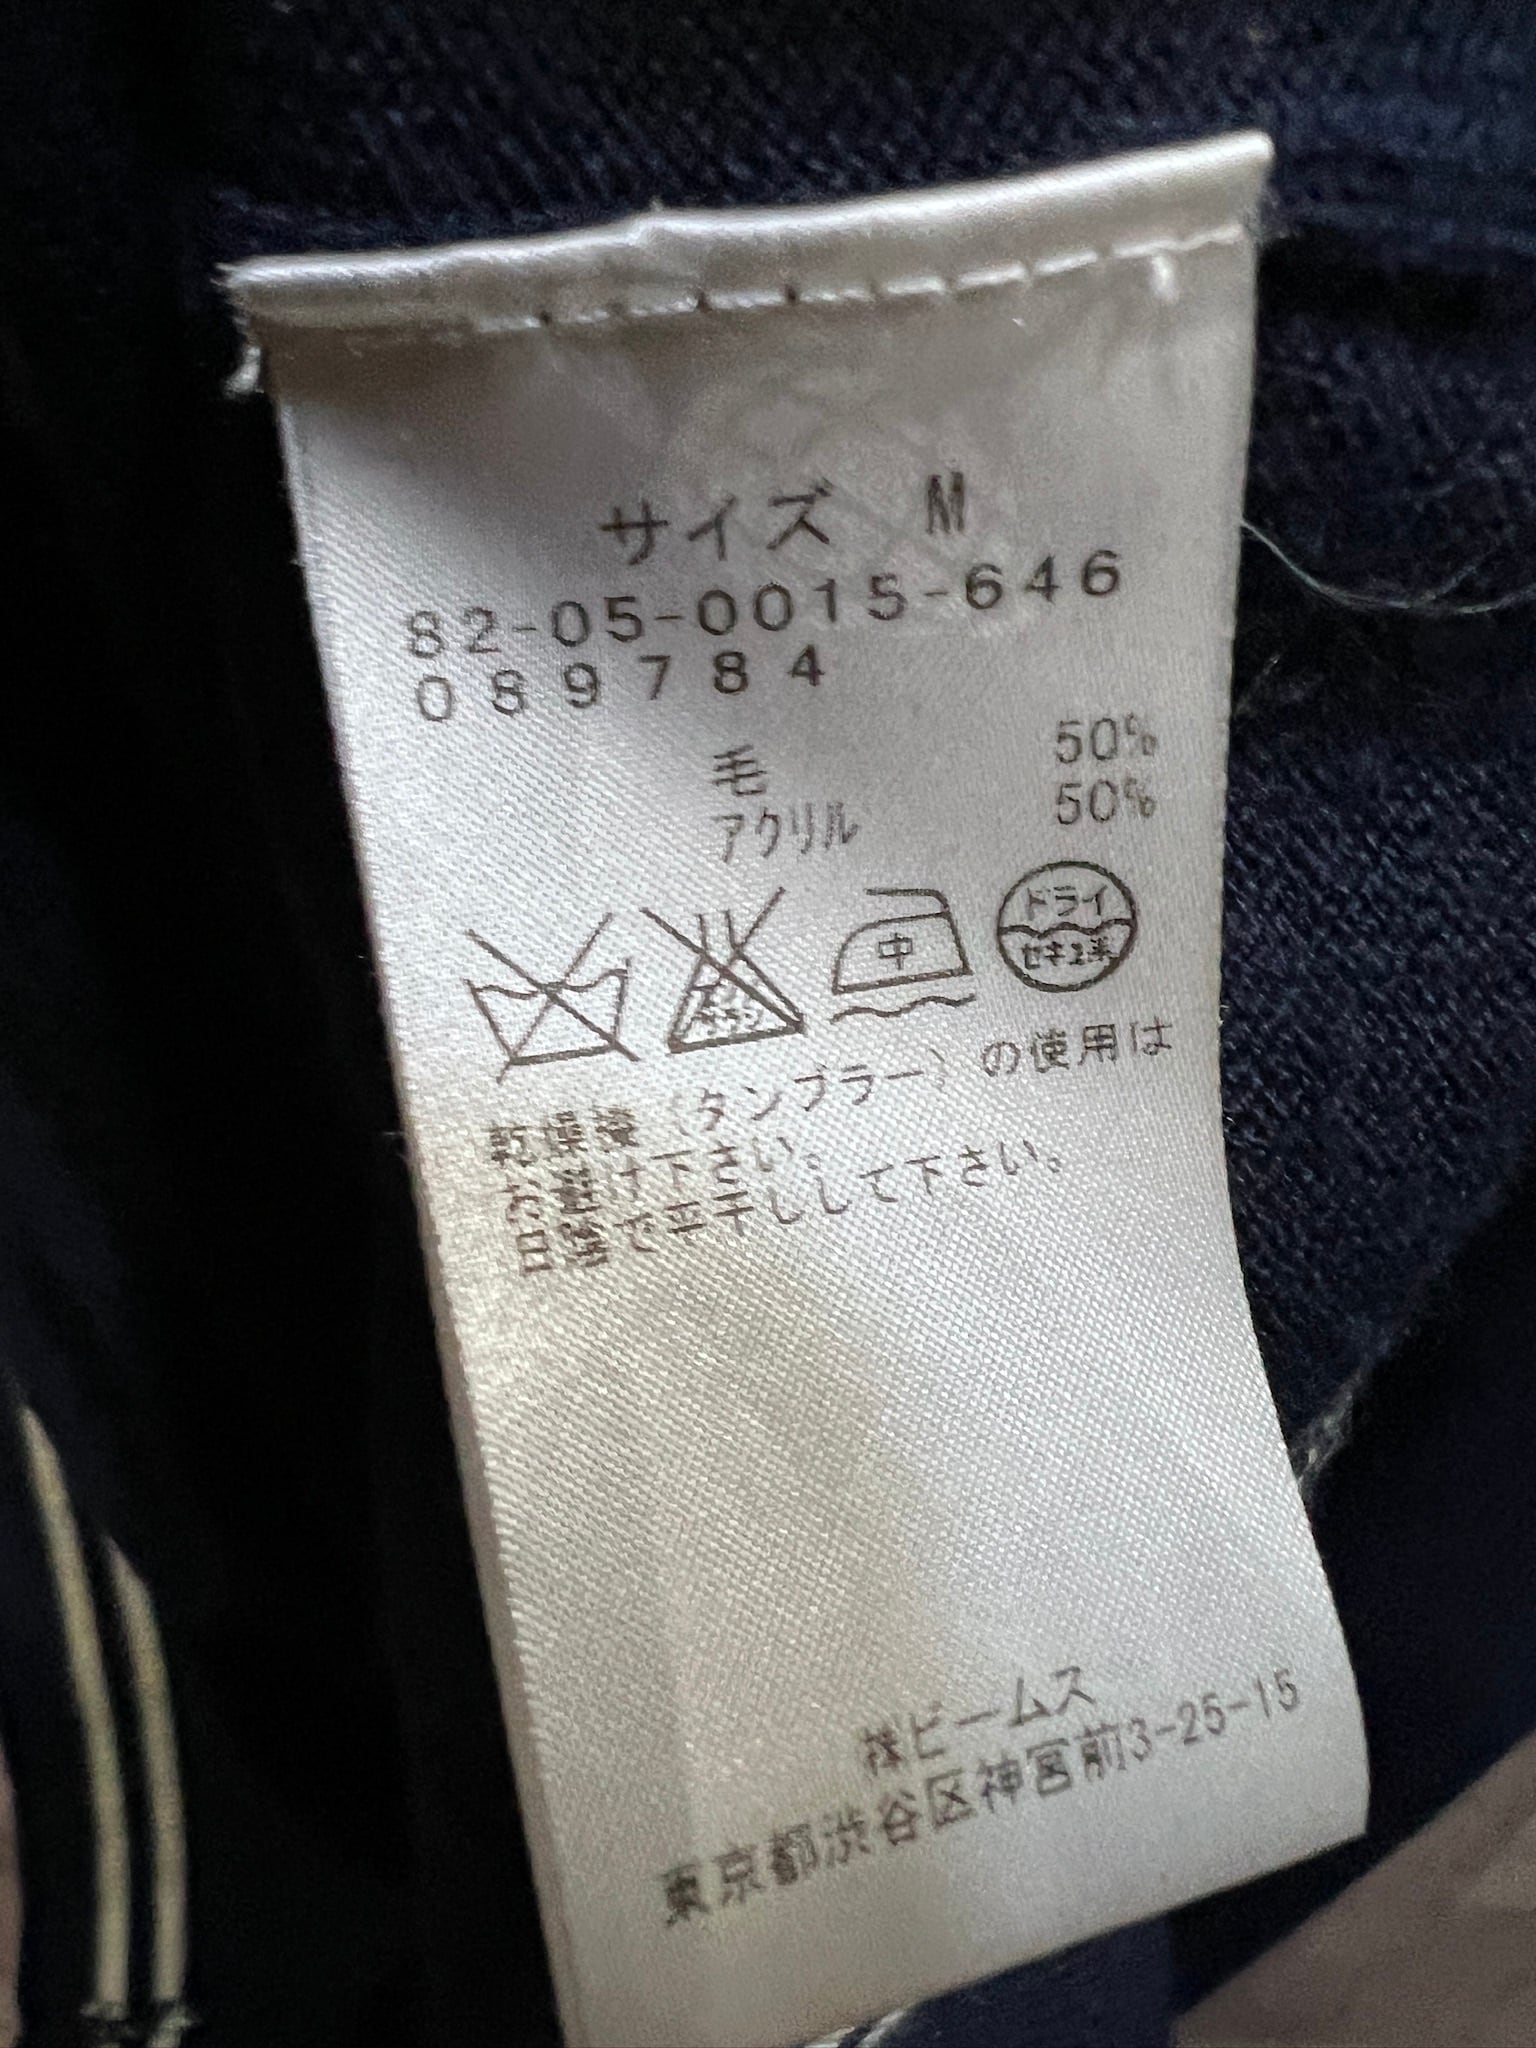 サイズ M
82-05-0015-646
089784
毛 50%
アクリル 50%
中
ドライ
セキユ系
(タンブラー)の使用は
お避け下さい。
日陰で平干しして下さい。
㈱ビームス
東京都渋谷区神宮前3-25-15